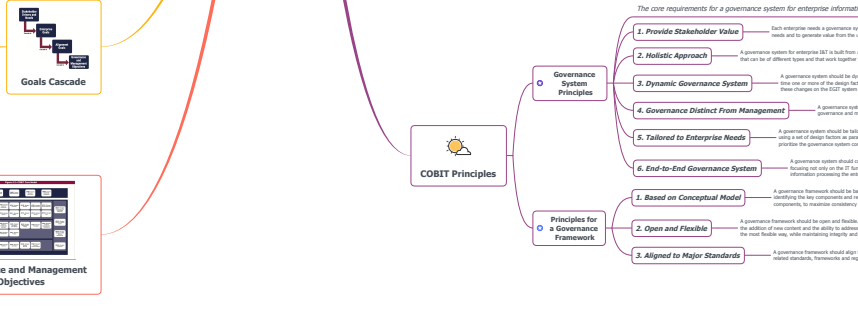 The core requirements for a governance system for enterprise informati
1. Provide Stakeholder Value
Each enterprise needs a governance sy
needs and to generate value from the u
2. Holistic Approach
A governance system for enterprise I&T is built from
that can be of different types and that work together
3. Dynamic Governance System
A governance system should be dy
time one or more of the design fact
these changes on the EGIT system
4. Governance Distinct From Management
A governance syst
governance and m
5. Tailored to Enterprise Needs
A governance system should be tail
using a set of design factors as para
prioritize the governance system com
6. End-to-End Governance System
A governance system should co
focusing not only on the IT fun
information processing the ente
Governance
System
Principles
COBIT Principles
Principles for
a Governance
Framework
1. Based on Conceptual Model
A governance framework should be ba
identifying the key components and re
components, to maximize consistency
2. Open and Flexible
A governance framework should be open and flexible.
the addition of new content and the ability to address
the most flexible way, while maintaining integrity and
3. Aligned to Major Standards
A governance framework should align
related standards, frameworks and reg
Goals Cascade
ce and Management
Objectives